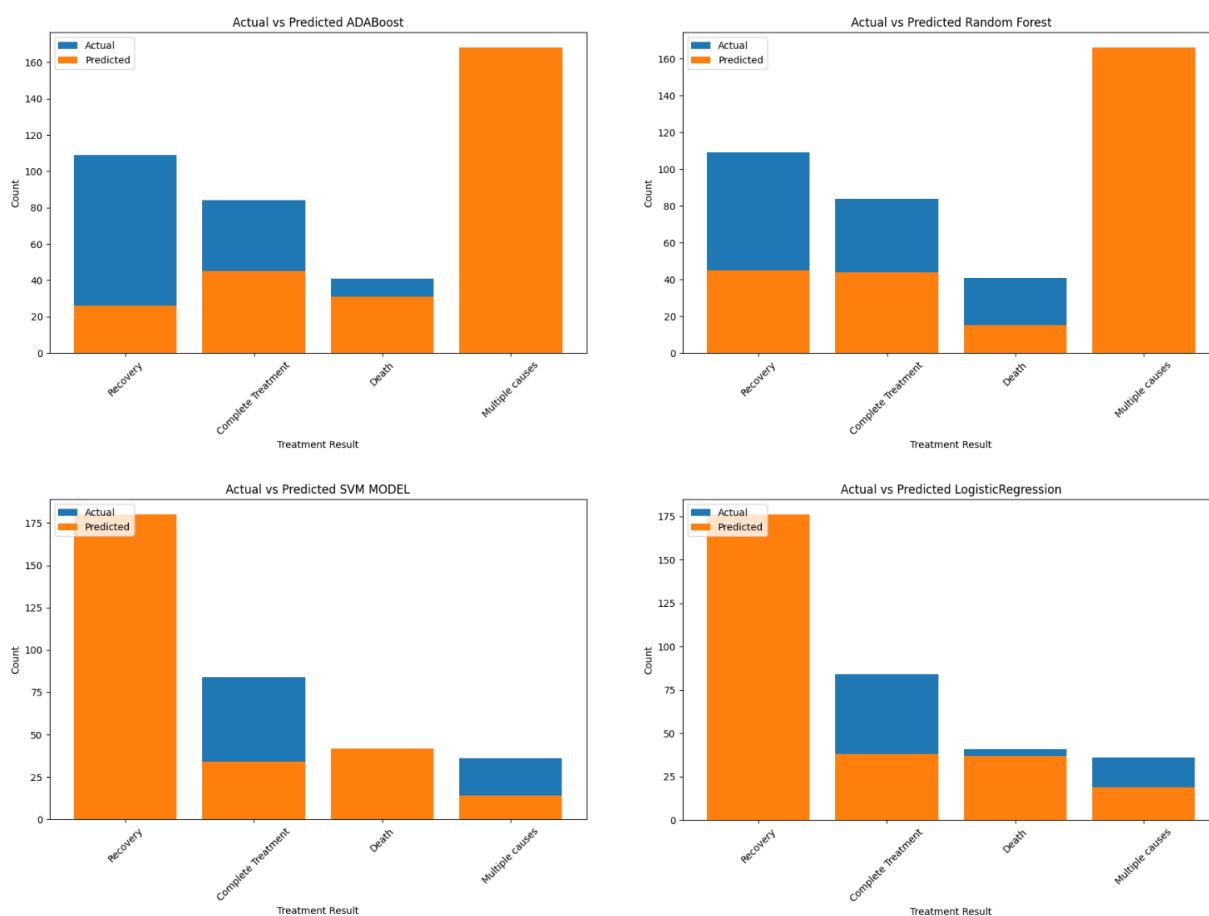 Actual vs Predicted ADABoost
Actual
Predicted
160
140
120
100
80
60
40
20
0
Count
Recovery
Complete Treatment
Death
Multiple causes
Treatment Result
Actual vs Predicted Random Forest
Actual
Predicted
160
140
120
100
80
60
40
20
0
Count
Recovery
Complete Treatment
Death
Multiple causes
Treatment Result
Actual vs Predicted SVM MODEL
Actual
Predicted
175
150
125
100
75
50
25
0
Count
Recovery
Complete Treatment
Death
Multiple causes
Treatment Result
Actual vs Predicted LogisticRegression
Actual
Predicted
175
150
125
100
75
50
25
0
Count
Recovery
Complete Treatment
Death
Multiple causes
Treatment Result